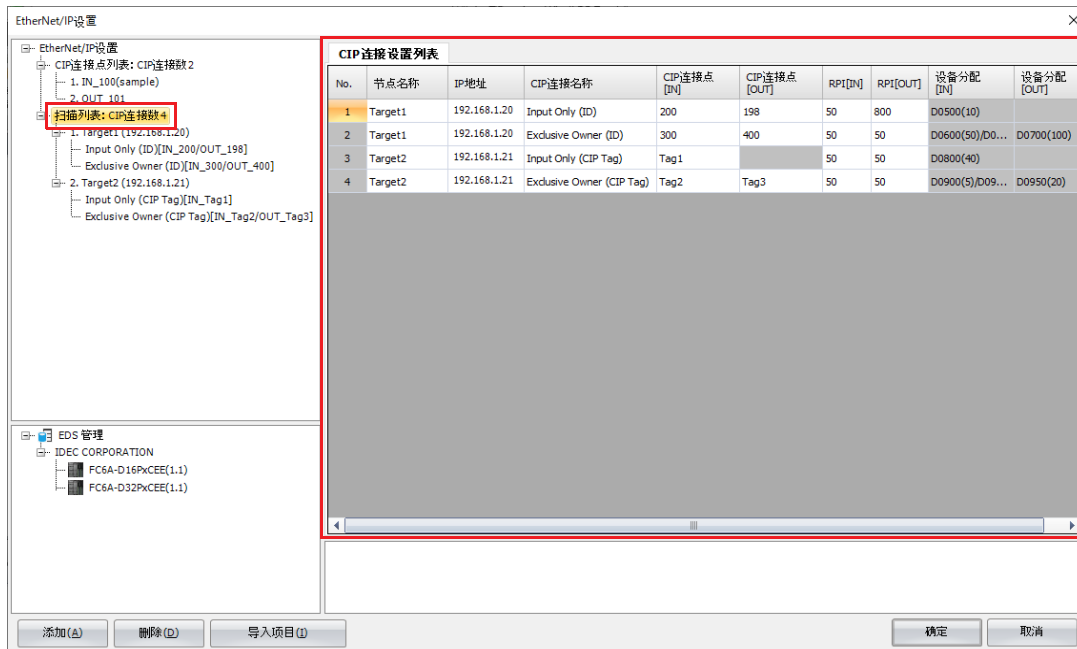 EtherNet/IP设置
EtherNet/IP设置
CIP连接点列表: CIP连接数2
1. IN_100(sample)
2. OUT_101
扫描列表: CIP连接数4
1. Target1 (192.168.1.20)
Input Only (ID)[IN_200/OUT_198]
Exclusive Owner (ID)[IN_300/OUT_400]
2. Target2 (192.168.1.21)
Input Only (CIP Tag)[IN_Tag1]
Exclusive Owner (CIP Tag)[IN_Tag2/OUT_Tag3]
EDS 管理
IDEC CORPORATION
FC6A-D16PxCEE(1.1)
FC6A-D32PxCEE(1.1)
CIP连接设置列表
No. 节点名称 IP地址 CIP连接名称 CIP连接点[IN] CIP连接点[OUT] RPI[IN] RPI[OUT] 设备分配[IN] 设备分配[OUT]
1 Target1 192.168.1.20 Input Only (ID) 200 198 50 800 D0500(10)
2 Target1 192.168.1.20 Exclusive Owner (ID) 300 400 50 50 D0600(50)/D0... D0700(100)
3 Target2 192.168.1.21 Input Only (CIP Tag) Tag1 50 50 D0800(40)
4 Target2 192.168.1.21 Exclusive Owner (CIP Tag) Tag2 Tag3 50 50 D0900(5)/D09... D0950(20)
添加(A) 删除(D) 导入项目(I) 确定 取消